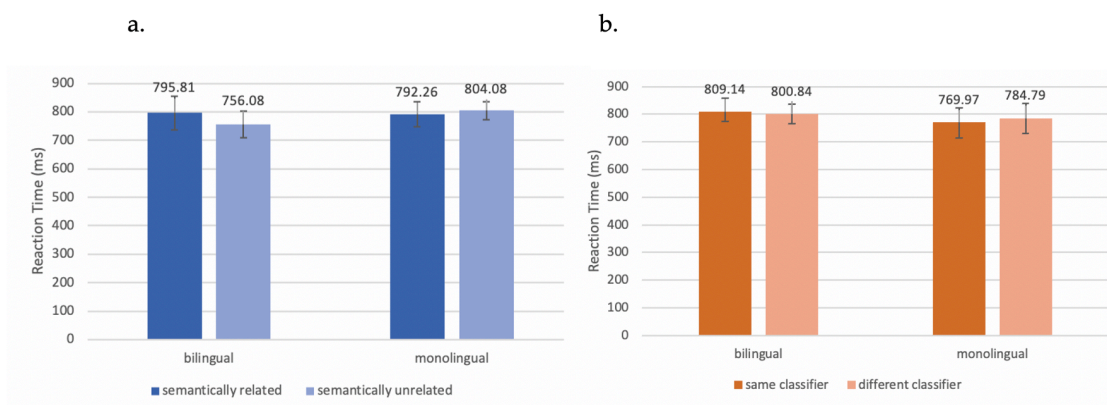 a.
900
800
700
600
500
400
300
200
100
0
Reaction Time (ms)
795.81
756.08
792.26
804.08
bilingual
monolingual
semantically related
semantically unrelated
b.
900
800
700
600
500
400
300
200
100
0
Reaction Time (ms)
809.14
800.84
769.97
784.79
bilingual
monolingual
same classifier
different classifier